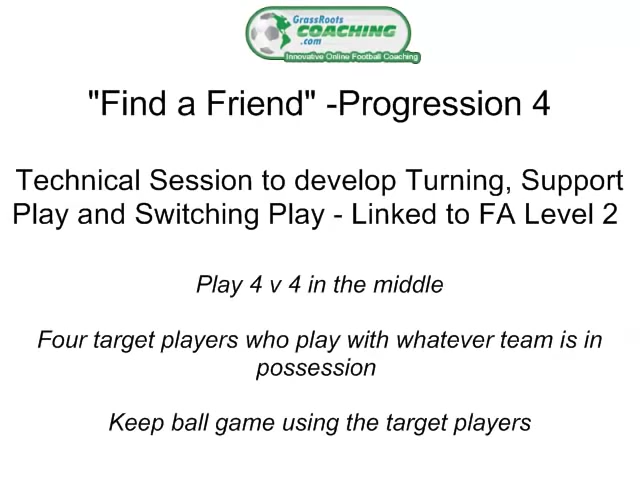 GrassRoots
COACHING
.com
Innovative Online Football Coaching
"Find a Friend" -Progression 4
Technical Session to develop Turning, Support
Play and Switching Play - Linked to FA Level 2
Play 4 v 4 in the middle
Four target players who play with whatever team is in
possession
Keep ball game using the target players